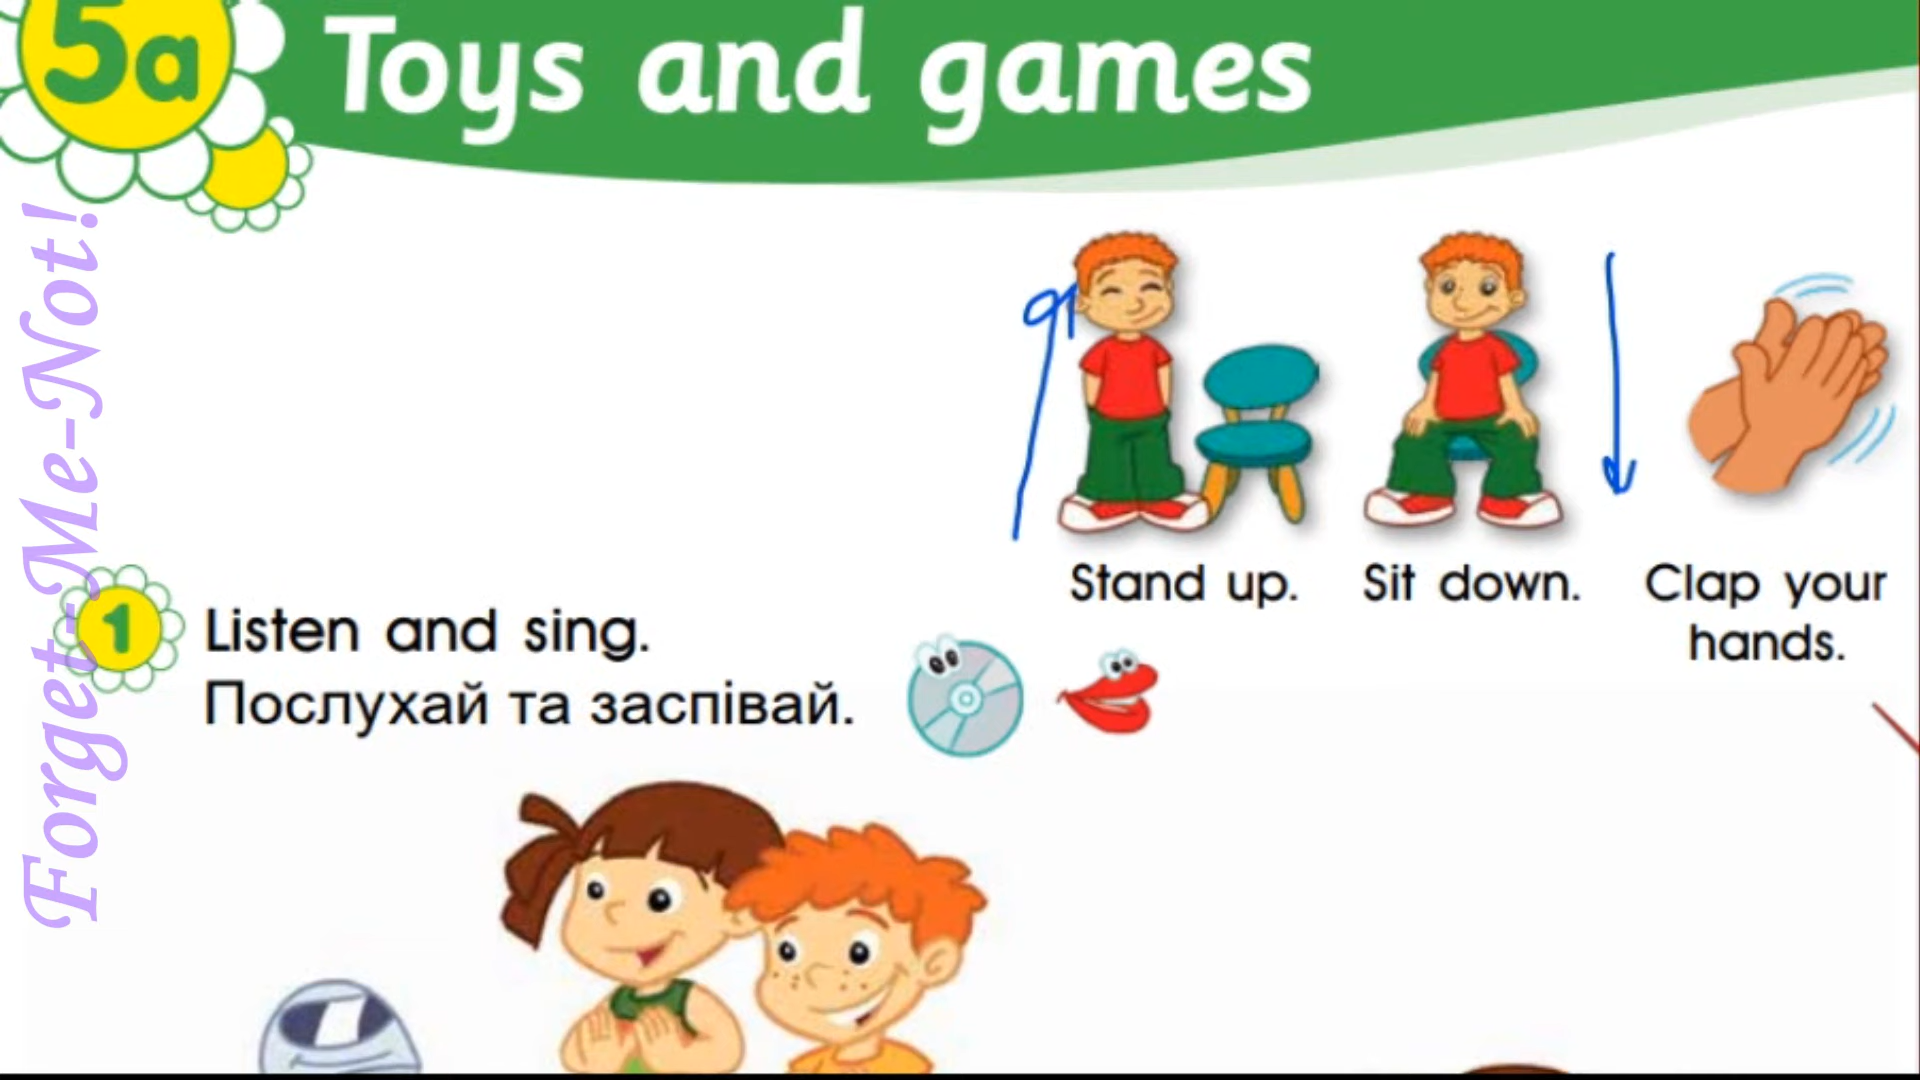 5a Toys and games
Stand up. Sit down. Clap your
hands.
1 Listen and sing.
Послухай та заспівай.
Forget-Me-Not!